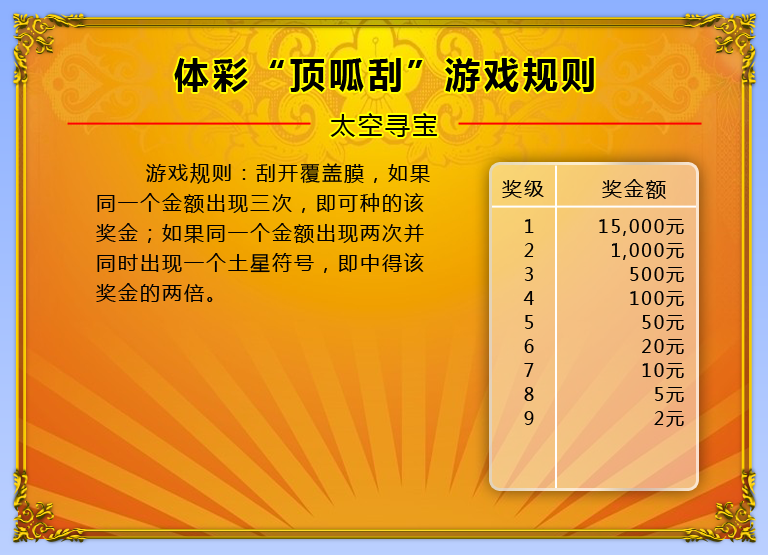 体彩“顶呱刮”游戏规则
太空寻宝
游戏规则：刮开覆盖膜，如果
同一个金额出现三次，即可种的该
奖金；如果同一个金额出现两次并
同时出现一个土星符号，即中得该
奖金的两倍。
奖级 奖金额
1 15,000元
2 1,000元
3 500元
4 100元
5 50元
6 20元
7 10元
8 5元
9 2元